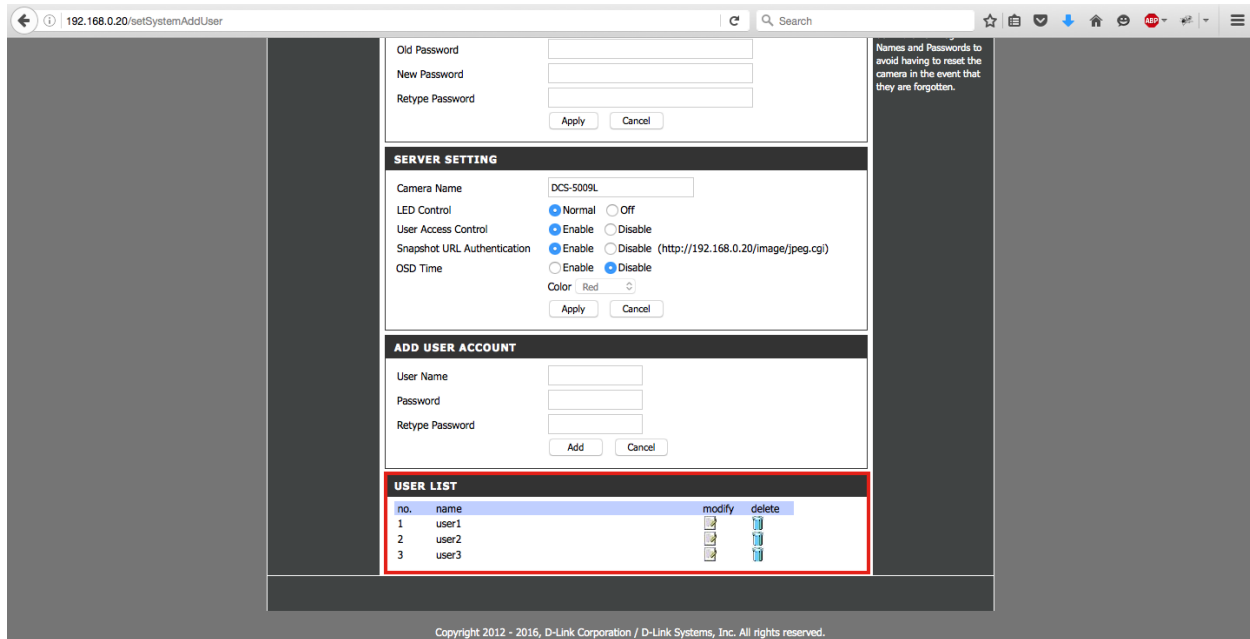 192.168.0.20/setSystemAddUser
Search
ABP
Names and Passwords to
avoid having to reset the
camera in the event that
they are forgotten.
Old Password
New Password
Retype Password
Apply Cancel
SERVER SETTING
Camera Name DCS-5009L
LED Control Normal Off
User Access Control Enable Disable
Snapshot URL Authentication Enable Disable (http://192.168.0.20/image/jpeg.cgi)
OSD Time Enable Disable
Color Red
Apply Cancel
ADD USER ACCOUNT
User Name
Password
Retype Password
Add Cancel
USER LIST
no. name modify delete
1 user1
2 user2
3 user3
Copyright 2012 - 2016, D-Link Corporation / D-Link Systems, Inc. All rights reserved.